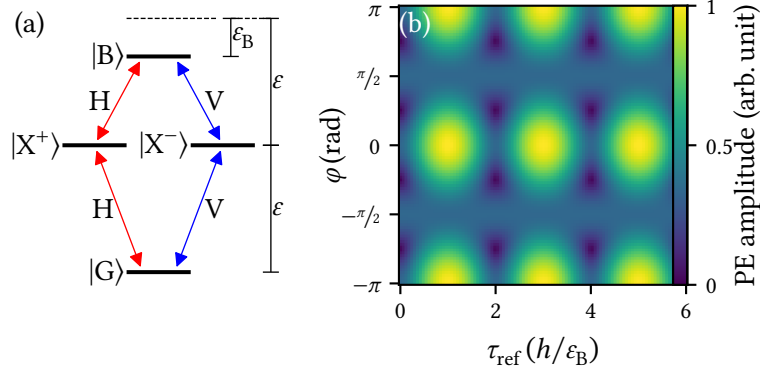 (a)
ε_B
|B⟩
ε
H
V
|X⁺⟩
|X⁻⟩
H
V
ε
|G⟩
(b)
π
π/2
0
−π/2
−π
φ (rad)
0
2
4
6
τ_ref (h/ε_B)
1
0.5
0
PE amplitude (arb. unit)